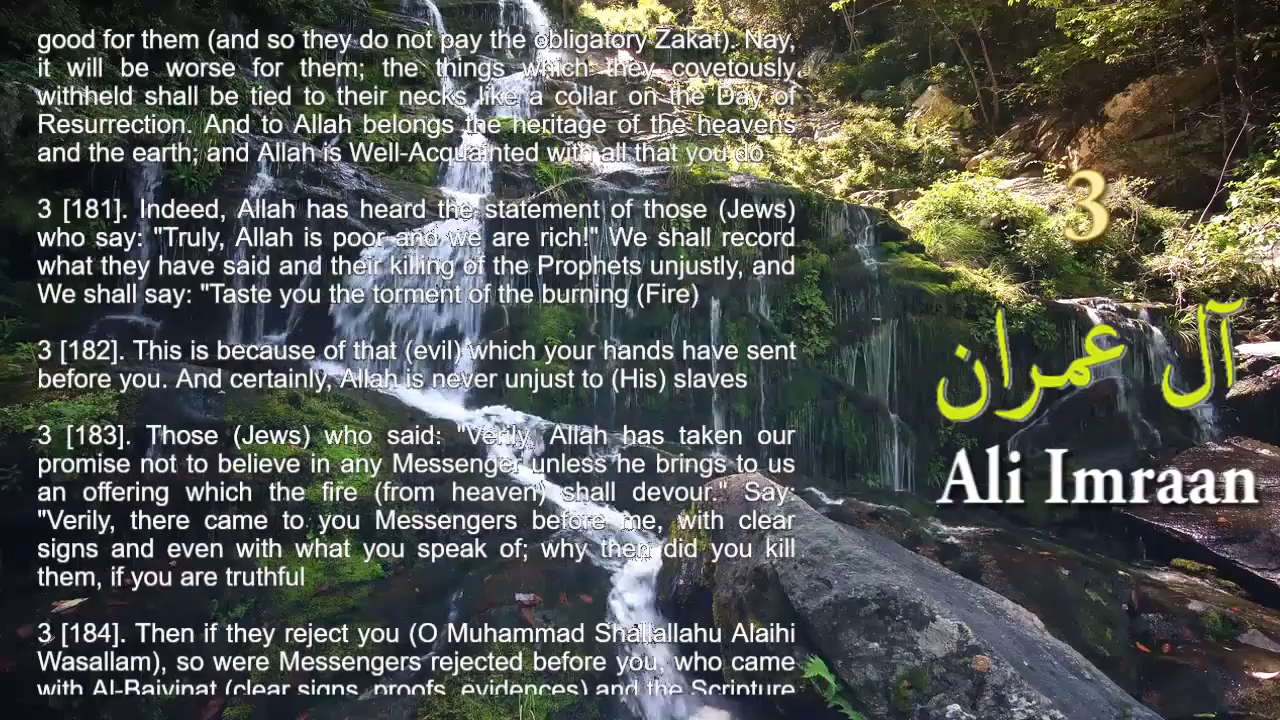 good for them (and so they do not pay the obligatory Zakat). Nay,
it will be worse for them; the things which they covetously
withheld shall be tied to their necks like a collar on the Day of
Resurrection. And to Allah belongs the heritage of the heavens
and the earth; and Allah is Well-Acquainted with all that you do
3 [181]. Indeed, Allah has heard the statement of those (Jews)
who say: "Truly, Allah is poor and we are rich!" We shall record
what they have said and their killing of the Prophets unjustly, and
We shall say: "Taste you the torment of the burning (Fire)
3 [182]. This is because of that (evil) which your hands have sent
before you. And certainly, Allah is never unjust to (His) slaves
3 [183]. Those (Jews) who said: "Verily, Allah has taken our
promise not to believe in any Messenger unless he brings to us
an offering which the fire (from heaven) shall devour." Say:
"Verily, there came to you Messengers before me, with clear
signs and even with what you speak of; why then did you kill
them, if you are truthful
3 [184]. Then if they reject you (O Muhammad Shallallahu Alaihi
Wasallam), so were Messengers rejected before you, who came
with Al-Baiyinat (clear signs, proofs, evidences) and the Scripture
3
آل عمران
Ali Imraan